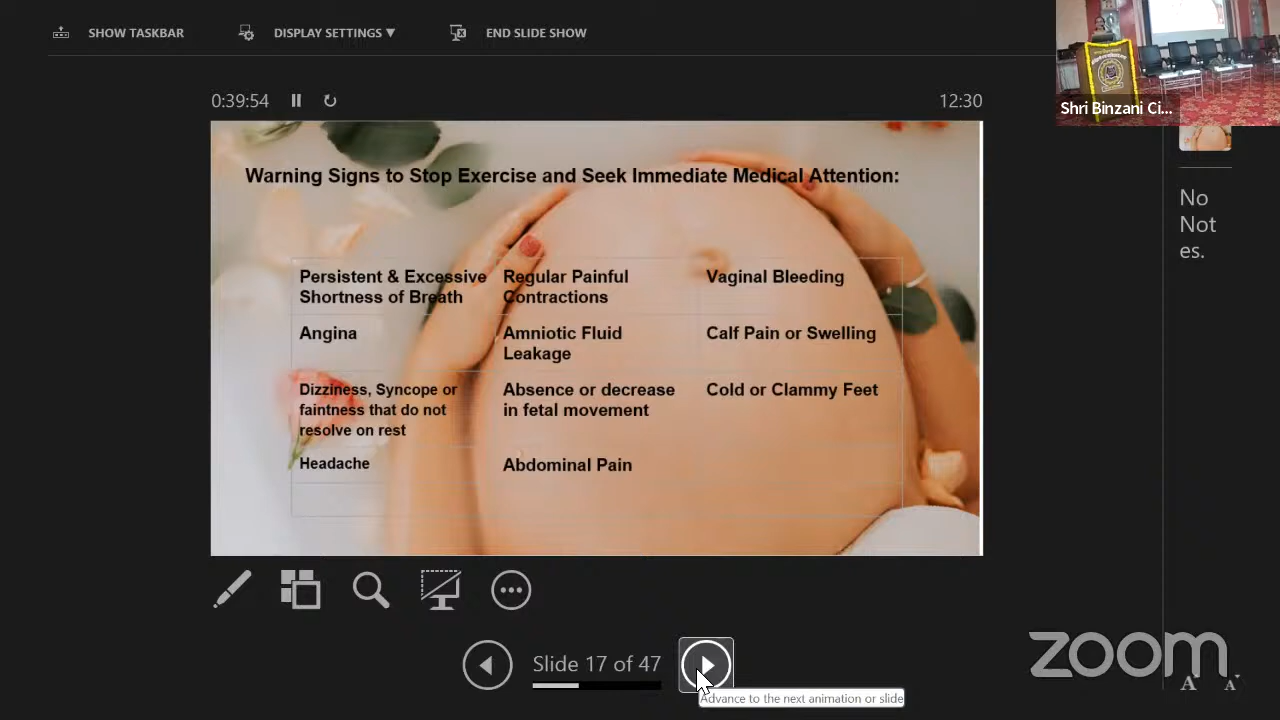 SHOW TASKBAR
DISPLAY SETTINGS ▼
END SLIDE SHOW
Shri Binzani Ci...
0:39:54
12:30
Warning Signs to Stop Exercise and Seek Immediate Medical Attention:
Persistent & Excessive
Shortness of Breath
Regular Painful
Contractions
Vaginal Bleeding
Angina
Amniotic Fluid
Leakage
Calf Pain or Swelling
Dizziness, Syncope or
faintness that do not
resolve on rest
Absence or decrease
in fetal movement
Cold or Clammy Feet
Headache
Abdominal Pain
No
Not
es.
Slide 17 of 47
Advance to the next animation or slide
zoom
A
A